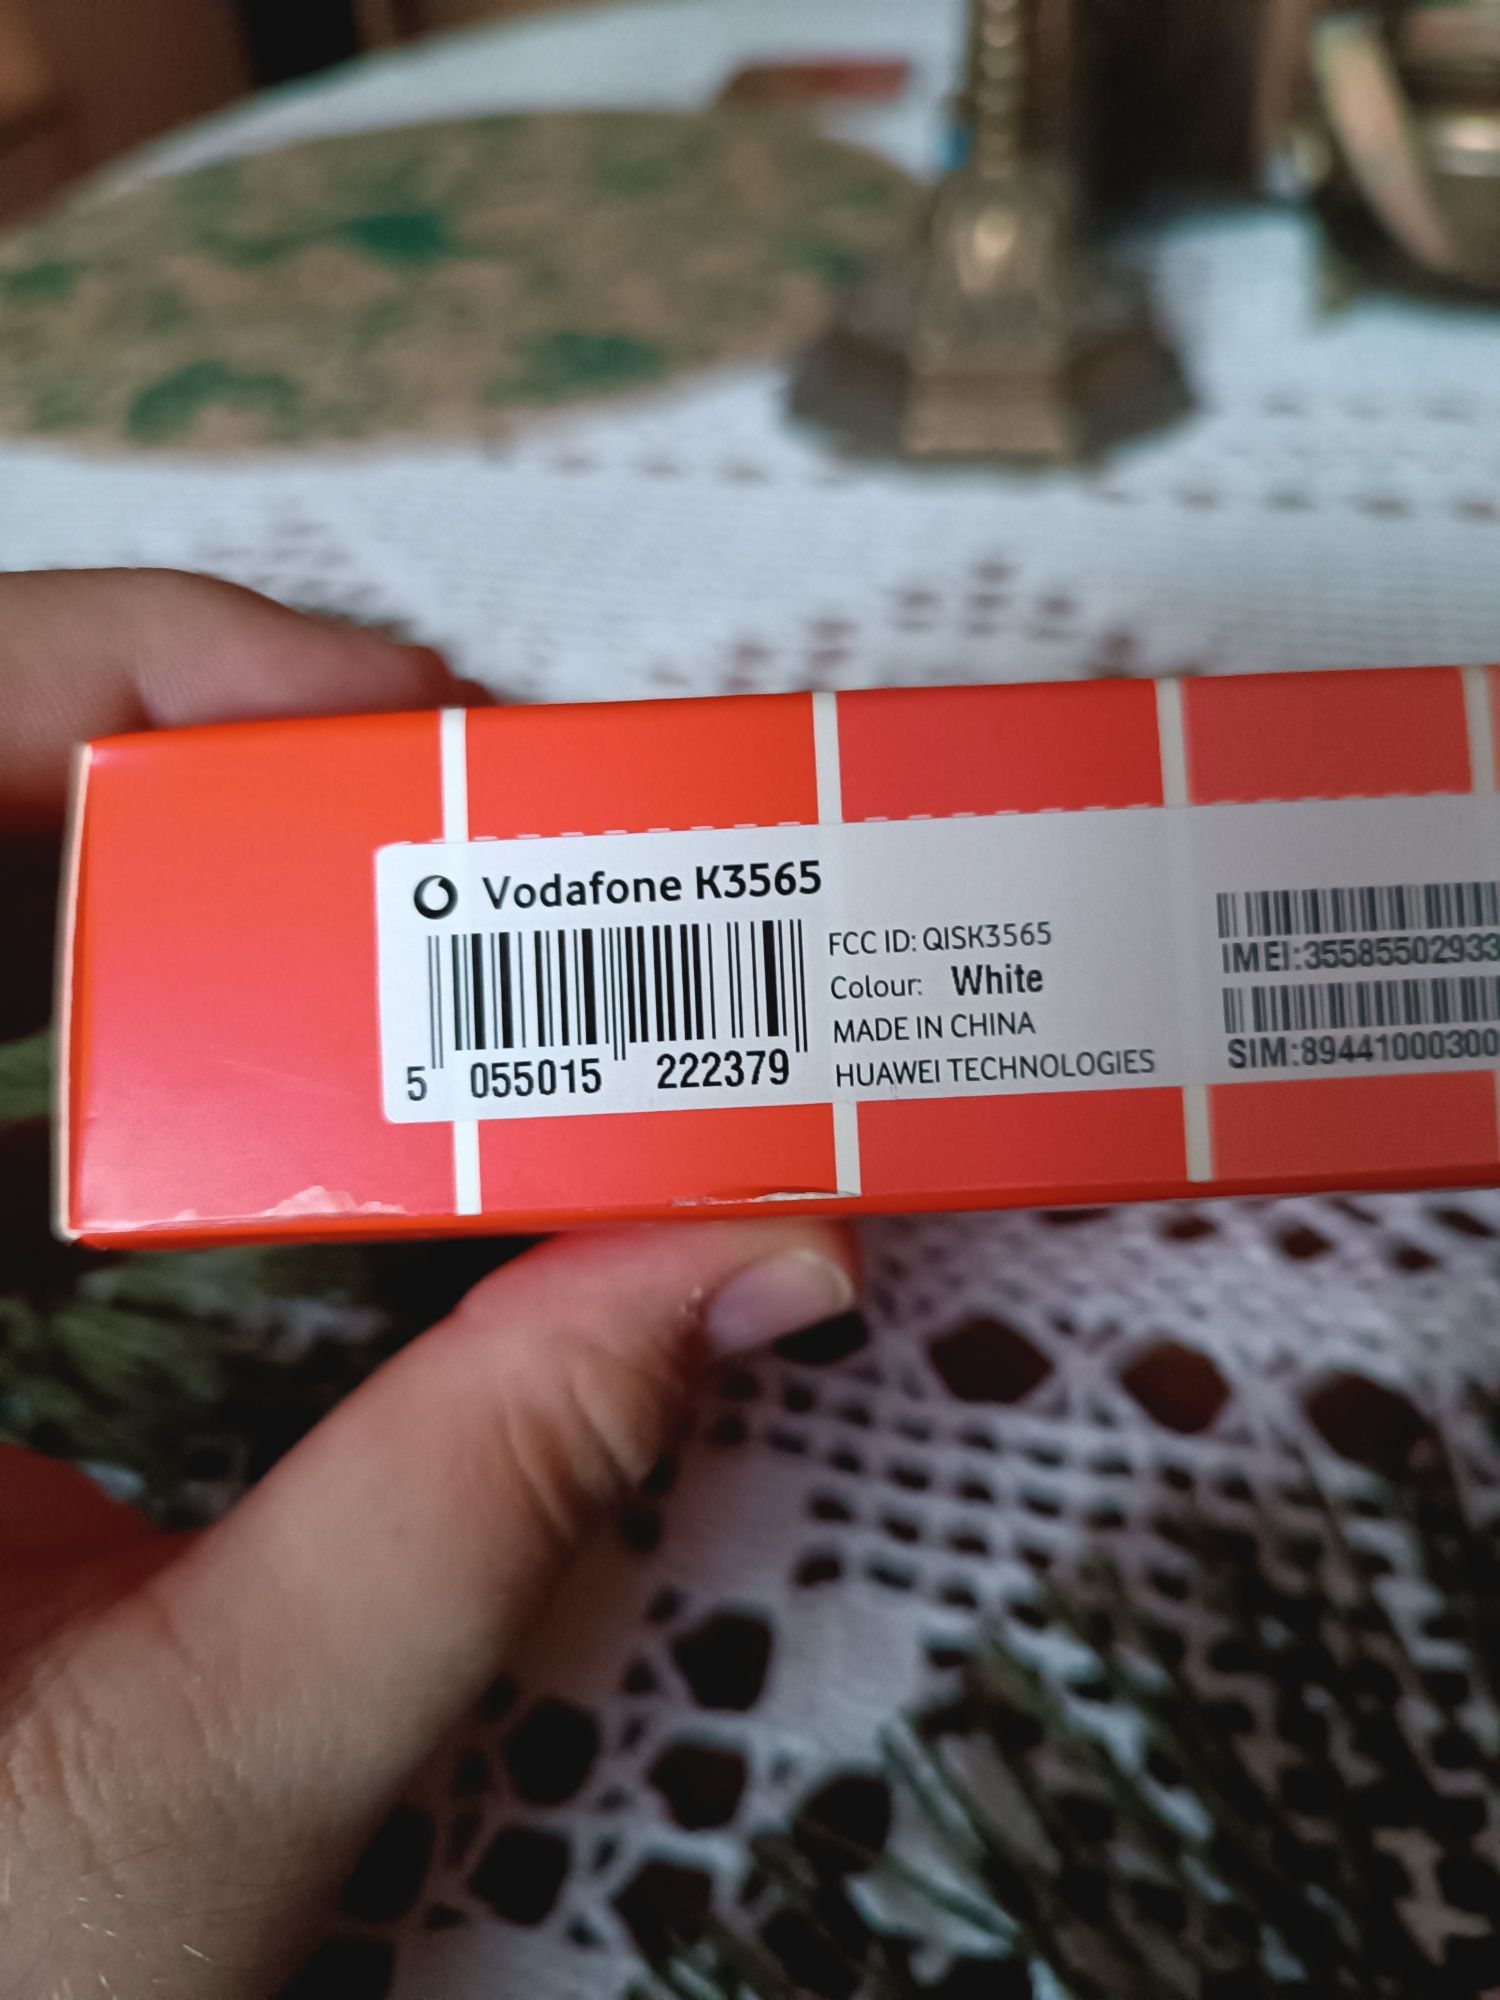 Vodafone K3565
5 055015 222379
FCC ID: QISK3565
Colour: White
MADE IN CHINA
HUAWEI TECHNOLOGIES
IMEI:35585502933
SIM:89441000300